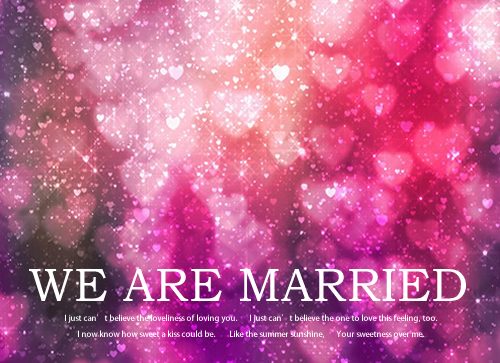 WE ARE MARRIED
I just can't believe the loveliness of loving you. I just can't believe the one to love this feeling, too.
I now know how sweet a kiss could be. Like the summer sunshine, Your sweetness over me.